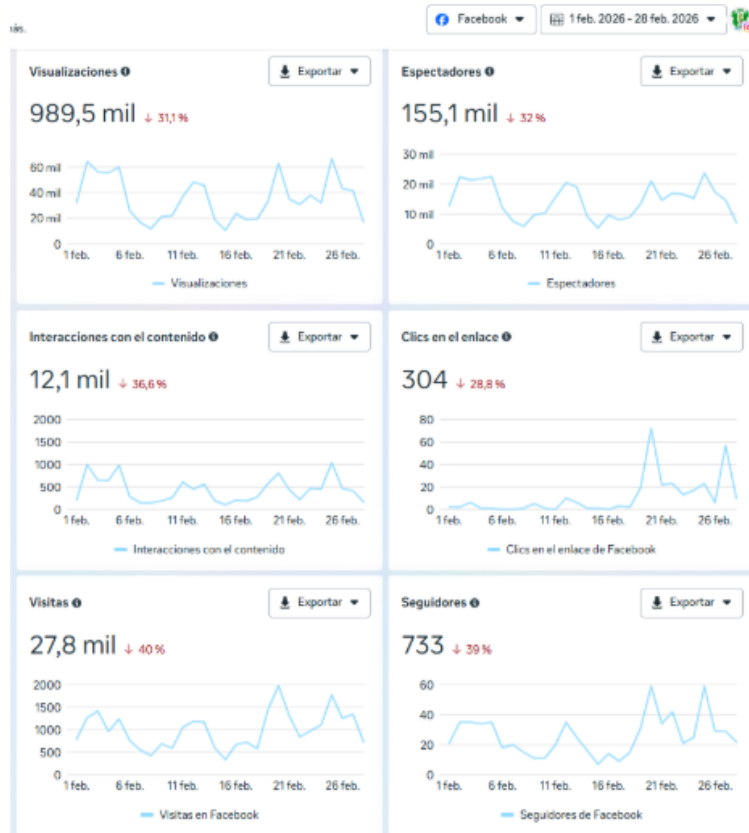 ás.
Facebook
1 feb. 2026 - 28 feb. 2026
Visualizaciones
Exportar
989,5 mil ↓ 31,1%
60 mil
40 mil
20 mil
0
1 feb. 6 feb. 11 feb. 16 feb. 21 feb. 26 feb.
Visualizaciones
Espectadores
Exportar
155,1 mil ↓ 32%
30 mil
20 mil
10 mil
0
1 feb. 6 feb. 11 feb. 16 feb. 21 feb. 26 feb.
Espectadores
Interacciones con el contenido
Exportar
12,1 mil ↓ 36,6%
2000
1500
1000
500
0
1 feb. 6 feb. 11 feb. 16 feb. 21 feb. 26 feb.
Interacciones con el contenido
Clics en el enlace
Exportar
304 ↓ 28,8%
80
60
40
20
0
1 feb. 6 feb. 11 feb. 16 feb. 21 feb. 26 feb.
Clics en el enlace de Facebook
Visitas
Exportar
27,8 mil ↓ 40%
2000
1500
1000
500
0
1 feb. 6 feb. 11 feb. 16 feb. 21 feb. 26 feb.
Visitas en Facebook
Seguidores
Exportar
733 ↓ 39%
60
40
20
0
1 feb. 6 feb. 11 feb. 16 feb. 21 feb. 26 feb.
Seguidores de Facebook